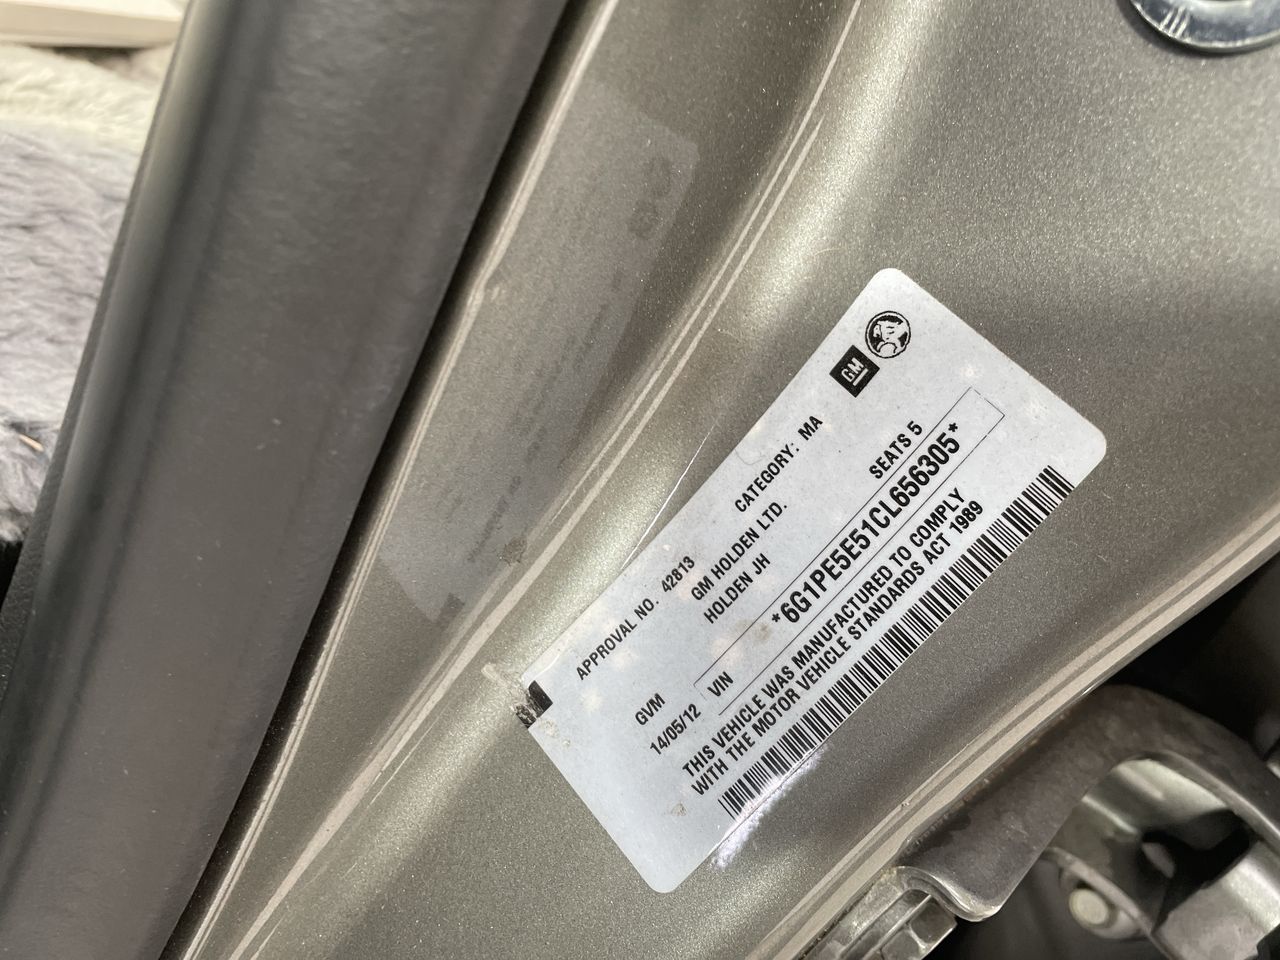 GM
APPROVAL NO. 42813 CATEGORY: MA
GM HOLDEN LTD.
HOLDEN JH
GVM SEATS 5
14/05/12 VIN *6G1PE5E51CL656305*
THIS VEHICLE WAS MANUFACTURED TO COMPLY
WITH THE MOTOR VEHICLE STANDARDS ACT 1989